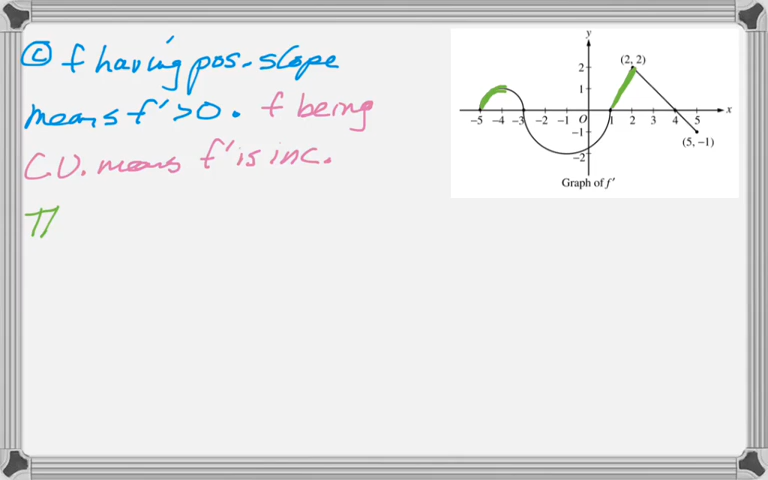 © f having pos. slope
means f' > 0. f being
C.U. means f' is inc.
y
(2, 2)
2
1
-5 -4 -3 -2 -1 O 1 2 3 4 5 x
-1
(5, -1)
-2
Graph of f'